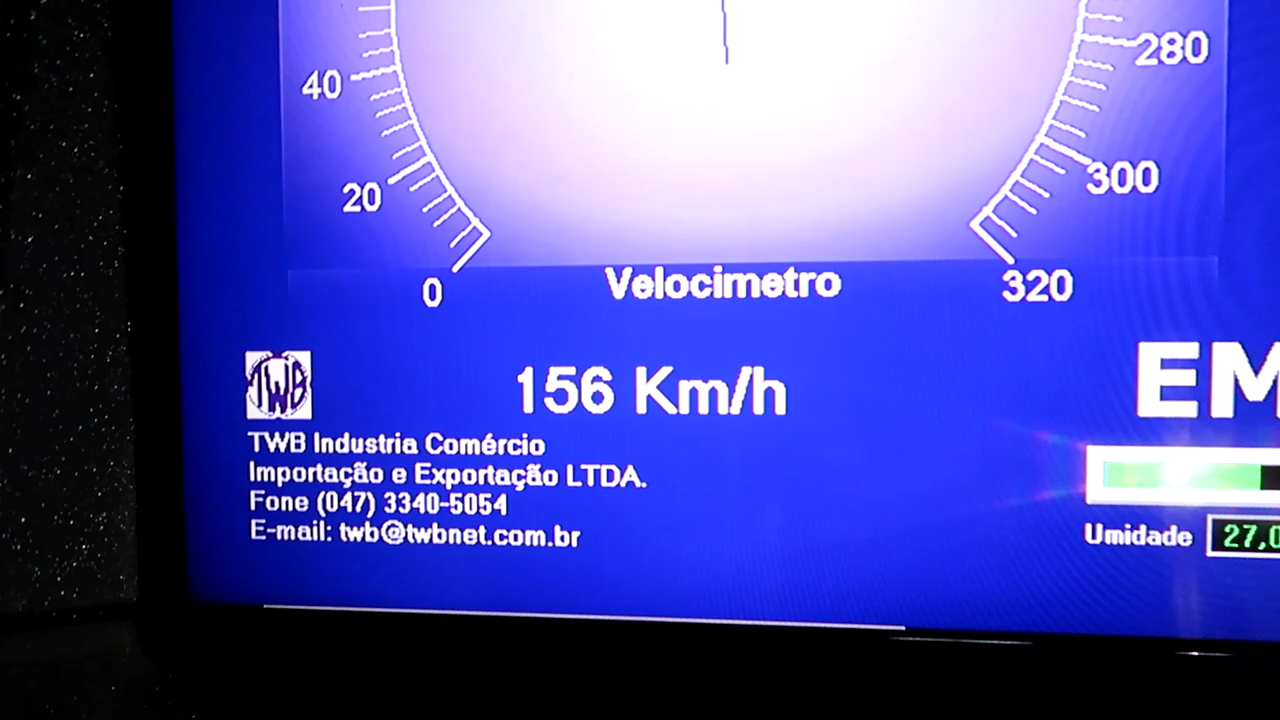 40
280
20
300
0
Velocimetro
320
TWB
156 Km/h
EM
TWB Industria Comércio
Importação e Exportação LTDA.
Fone (047) 3340-5054
E-mail: twb@twbnet.com.br
Umidade 27,0